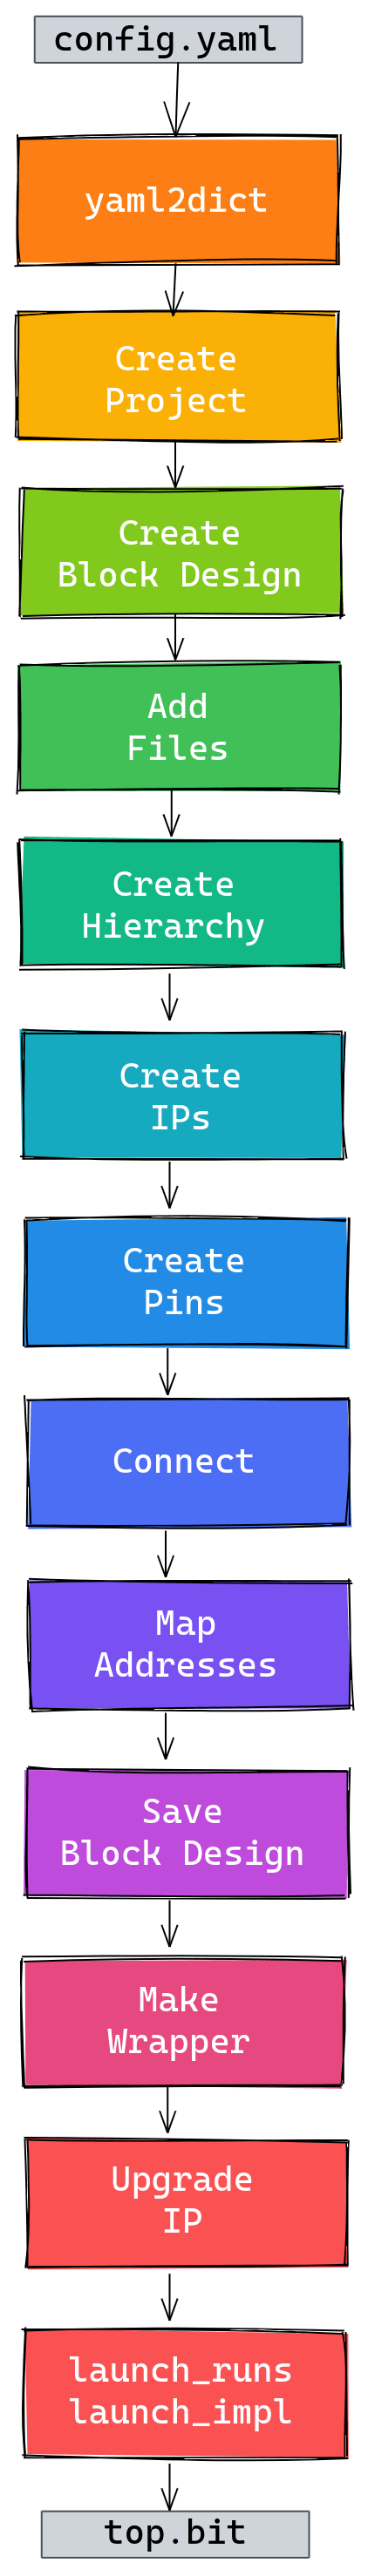 config.yaml
yaml2dict
Create
Project
Create
Block Design
Add
Files
Create
Hierarchy
Create
IPs
Create
Pins
Connect
Map
Addresses
Save
Block Design
Make
Wrapper
Upgrade
IP
launch_runs
launch_impl
top.bit